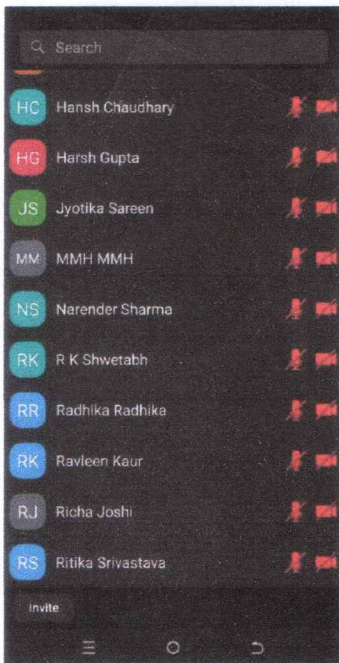 Search
HC Hansh Chaudhary
HG Harsh Gupta
JS Jyotika Sareen
MM MMH MMH
NS Narender Sharma
RK R K Shwetabh
RR Radhika Radhika
RK Ravleen Kaur
RJ Richa Joshi
RS Ritika Srivastava
Invite